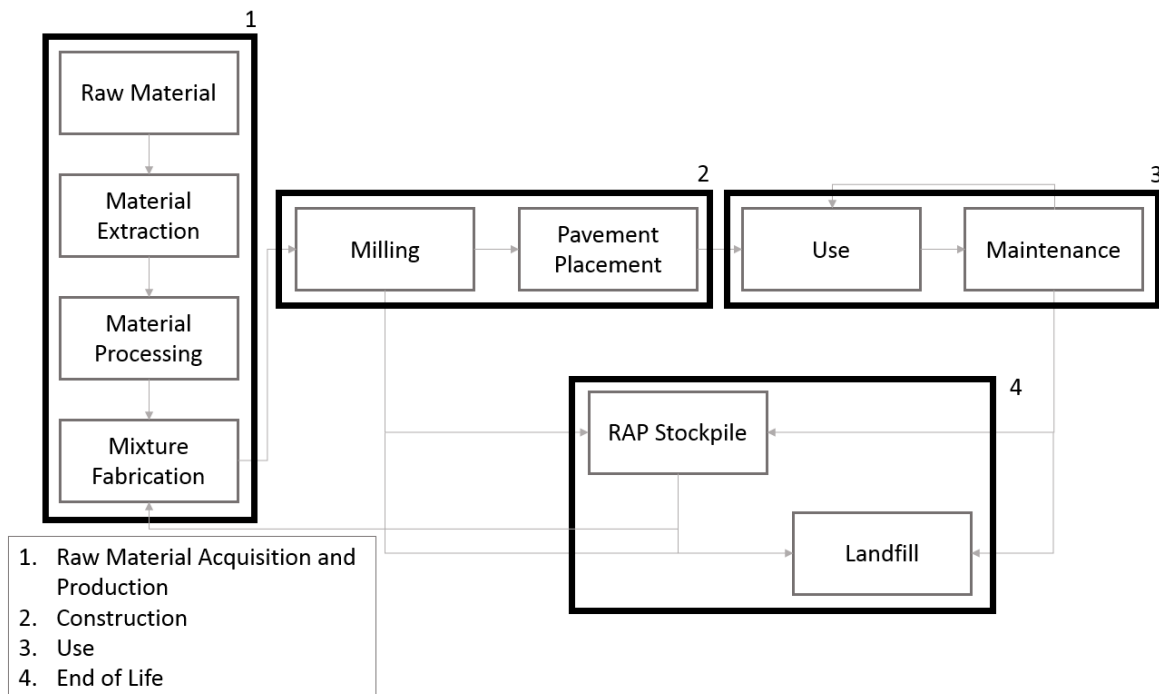 1
Raw Material
Material
Extraction
Material
Processing
Mixture
Fabrication
2
Milling
Pavement
Placement
3
Use
Maintenance
4
RAP Stockpile
Landfill
1. Raw Material Acquisition and
Production
2. Construction
3. Use
4. End of Life